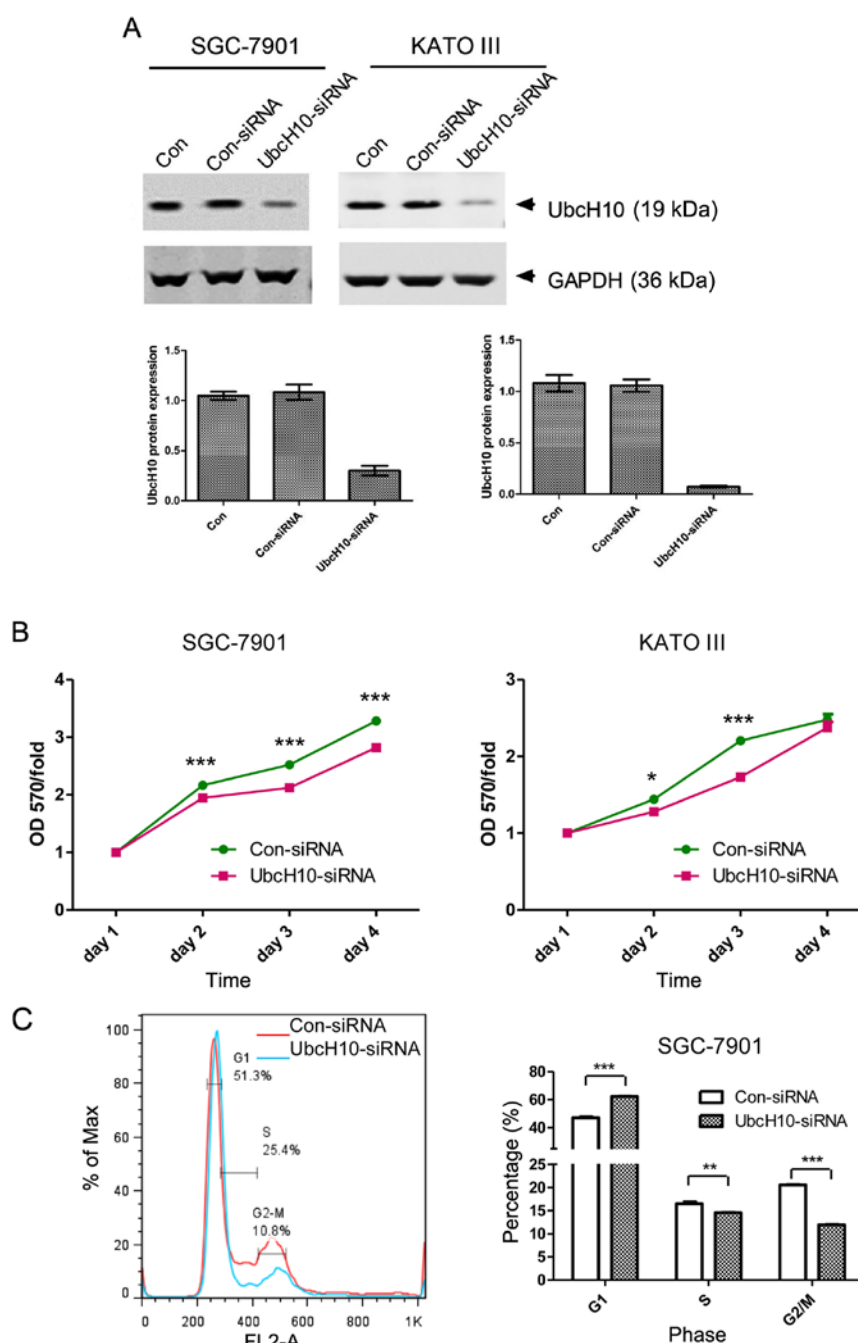 A
SGC-7901
KATO III
Con
Con-siRNA
UbcH10-siRNA
Con
Con-siRNA
UbcH10-siRNA
UbcH10 (19 kDa)
GAPDH (36 kDa)
UbcH10 protein expression
1.5
1.0
0.5
0.0
Con
Con-siRNA
UbcH10-siRNA
UbcH10 protein expression
1.5
1.0
0.5
0.0
Con
Con-siRNA
UbcH10-siRNA
B
SGC-7901
OD 570/fold
4
3
2
1
0
***
***
***
Con-siRNA
UbcH10-siRNA
day 1
day 2
day 3
day 4
Time
KATO III
OD 570/fold
3
2
1
0
*
***
Con-siRNA
UbcH10-siRNA
day 1
day 2
day 3
day 4
Time
C
% of Max
100
80
60
40
20
0
Con-siRNA
UbcH10-siRNA
G1
51.3%
S
25.4%
G2-M
10.8%
0 200 400 600 800 1K
FL2-A
SGC-7901
Percentage (%)
80
60
40
20
15
10
5
0
***
**
***
Con-siRNA
UbcH10-siRNA
G1
S
G2/M
Phase